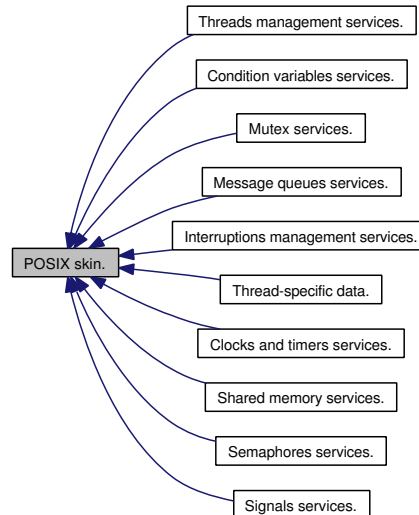 Threads management services.
Condition variables services.
Mutex services.
Message queues services.
Interruptions management services.
POSIX skin.
Thread-specific data.
Clocks and timers services.
Shared memory services.
Semaphores services.
Signals services.